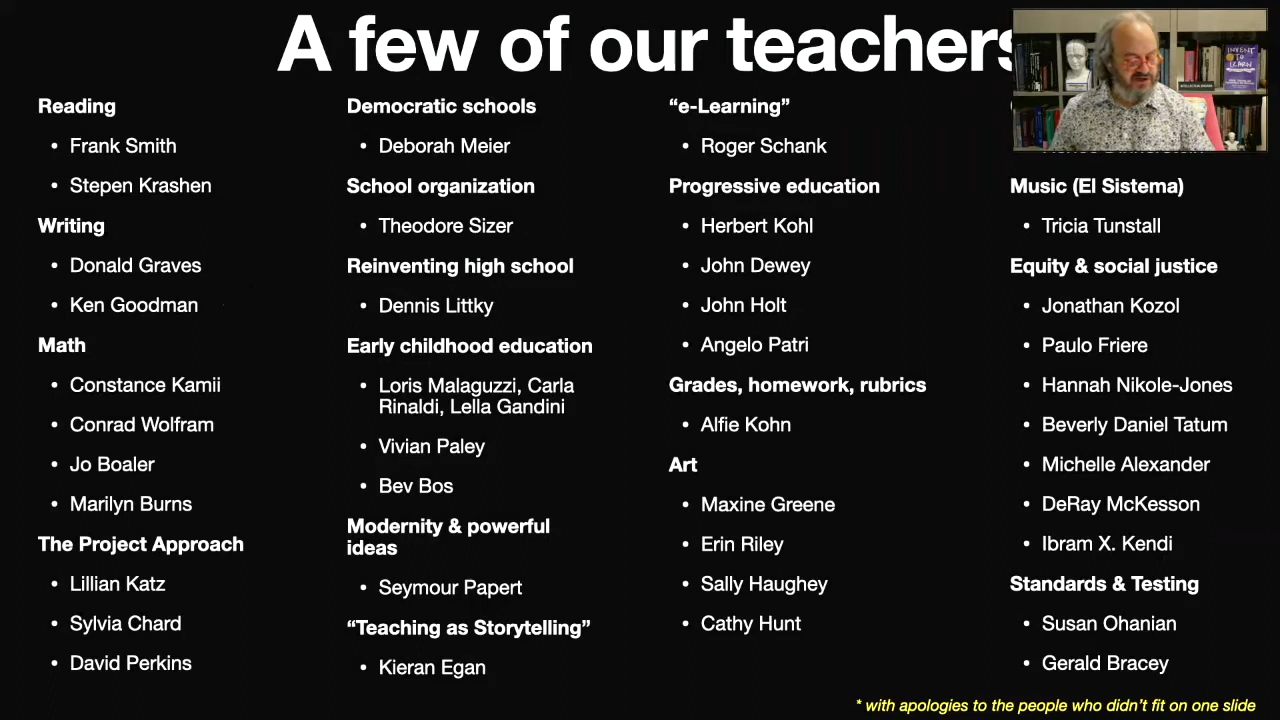 A few of our teachers
Reading
• Frank Smith
• Stepen Krashen
Writing
• Donald Graves
• Ken Goodman
Math
• Constance Kamii
• Conrad Wolfram
• Jo Boaler
• Marilyn Burns
The Project Approach
• Lillian Katz
• Sylvia Chard
• David Perkins
Democratic schools
• Deborah Meier
School organization
• Theodore Sizer
Reinventing high school
• Dennis Littky
Early childhood education
• Loris Malaguzzi, Carla
Rinaldi, Lella Gandini
• Vivian Paley
• Bev Bos
Modernity & powerful
ideas
• Seymour Papert
“Teaching as Storytelling”
• Kieran Egan
“e-Learning”
• Roger Schank
Progressive education
• Herbert Kohl
• John Dewey
• John Holt
• Angelo Patri
Grades, homework, rubrics
• Alfie Kohn
Art
• Maxine Greene
• Erin Riley
• Sally Haughey
• Cathy Hunt
INTENT
TO
LEARN
Music (El Sistema)
• Tricia Tunstall
Equity & social justice
• Jonathan Kozol
• Paulo Friere
• Hannah Nikole-Jones
• Beverly Daniel Tatum
• Michelle Alexander
• DeRay McKesson
• Ibram X. Kendi
Standards & Testing
• Susan Ohanian
• Gerald Bracey
* with apologies to the people who didn’t fit on one slide